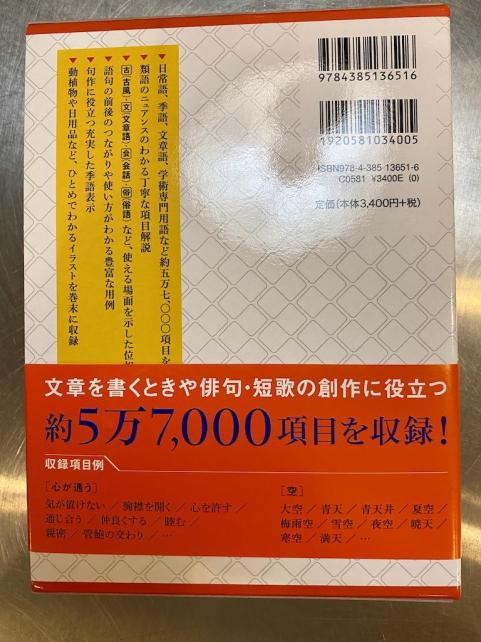 ▼日常語、季語、文章語、学術専門用語など約五万七、〇〇〇項目を
▼類語のニュアンスのわかる丁寧な項目解説
▼古(古風)・文(文章語)・会(会話)・俗(俗語)など、使える場面を示した位相
▼語句の前後のつながりや使い方がわかる豊富な用例
▼句作に役立つ充実した季語表示
▼動植物や日用品など、ひとめでわかるイラストを巻末に収録
9784385136516
1920581034005
ISBN978-4-385-13651-6
C0581 ¥3400E (0)
定価(本体3,400円+税)
文章を書くときや俳句・短歌の創作に役立つ
約5万7,000項目を収録!
収録項目例
[心が通う]
気が置けない/胸襟を開く/心を許す/
通じ合う/仲良くする/睦む/
親密/管鮑の交わり/…
[空]
大空/青天/青天井/夏空/
梅雨空/雪空/夜空/暁天/
寒空/満天/…